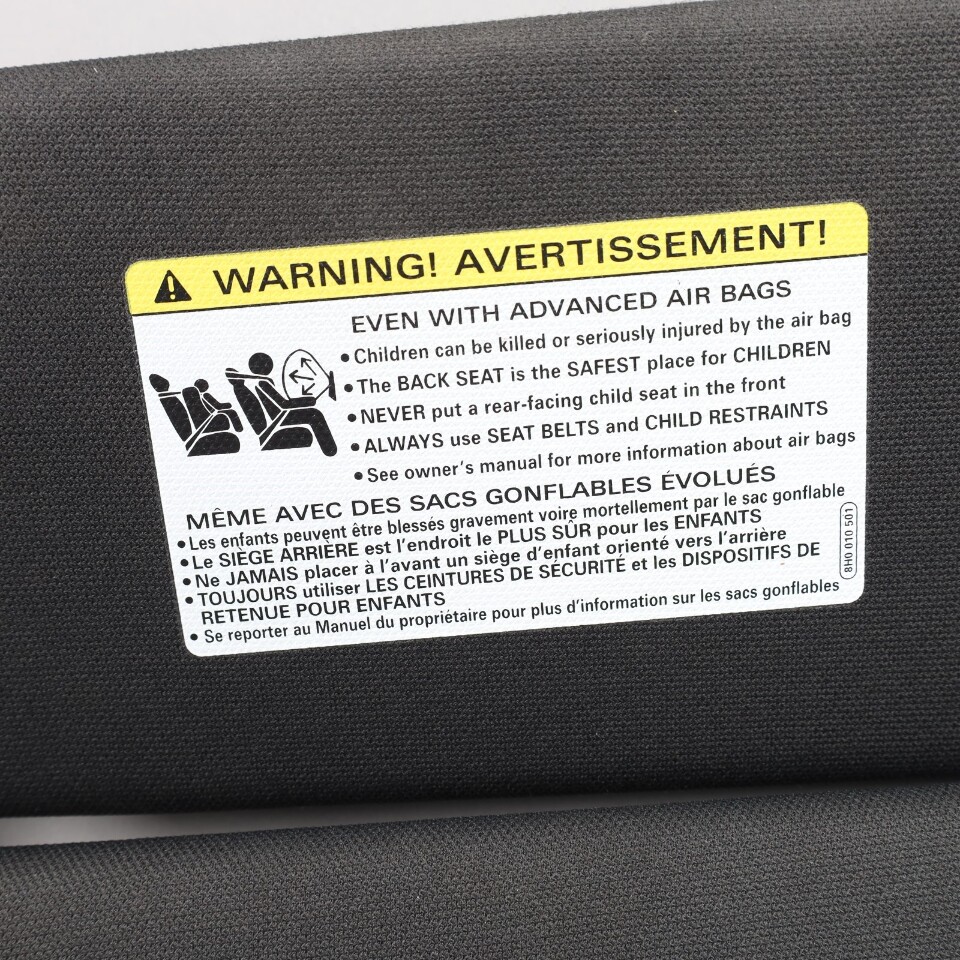 WARNING! AVERTISSEMENT!
EVEN WITH ADVANCED AIR BAGS
• Children can be killed or seriously injured by the air bag
• The BACK SEAT is the SAFEST place for CHILDREN
• NEVER put a rear-facing child seat in the front
• ALWAYS use SEAT BELTS and CHILD RESTRAINTS
• See owner's manual for more information about air bags
MÊME AVEC DES SACS GONFLABLES ÉVOLUÉS
• Les enfants peuvent être blessés gravement voire mortellement par le sac gonflable
• Le SIÈGE ARRIÈRE est l'endroit le PLUS SÛR pour les ENFANTS
• Ne JAMAIS placer à l'avant un siège d'enfant orienté vers l'arrière
• TOUJOURS utiliser LES CEINTURES DE SÉCURITÉ et les DISPOSITIFS DE
RETENUE POUR ENFANTS
• Se reporter au Manuel du propriétaire pour plus d'information sur les sacs gonflables
8H0 010 501